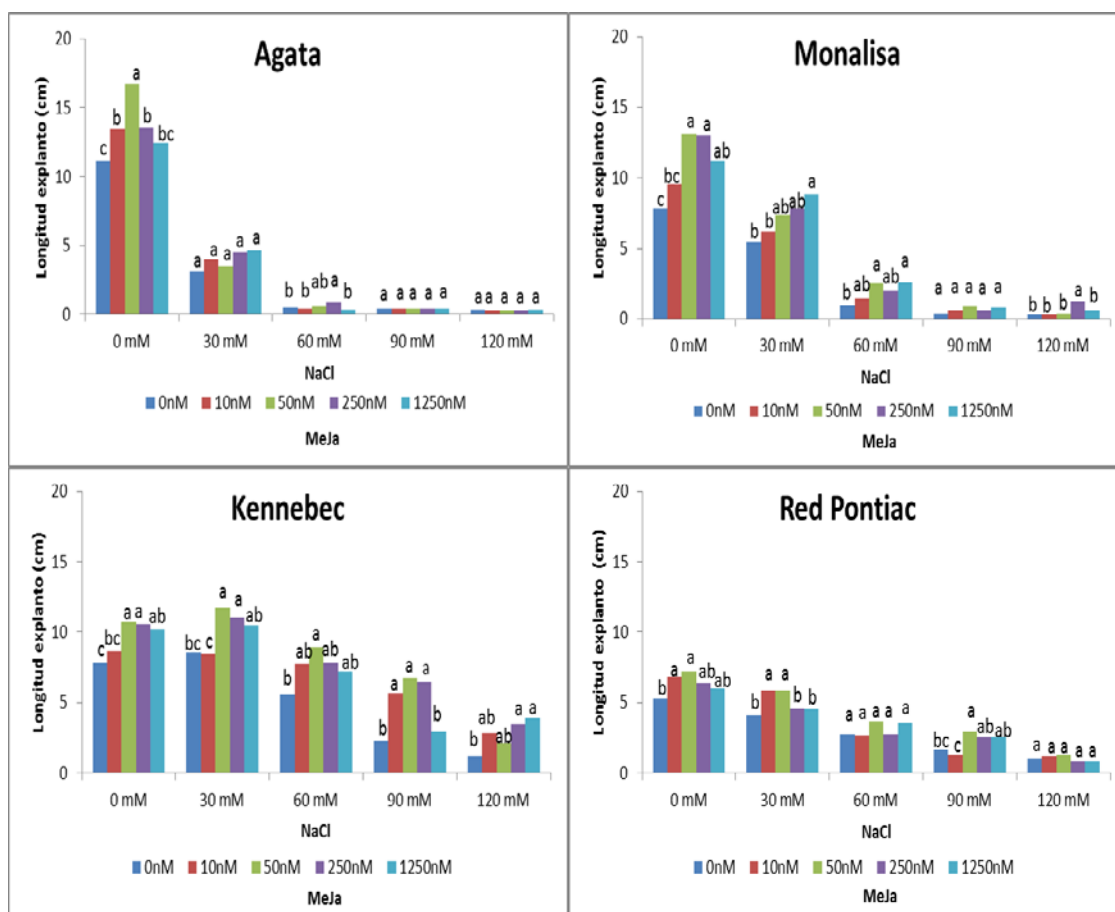 Agata
Longitud explanto (cm)
20
15
10
5
0
c b a b bc
a a a a a
b b ab a b
a a a a a
aa a a a
0 mM 30 mM 60 mM 90 mM 120 mM
NaCl
0nM 10nM 50nM 250nM 1250nM
MeJa
Monalisa
Longitud explanto (cm)
20
15
10
5
0
c bc a a ab
b b ab ab a
b ab a ab a
a a a a a
b b b a b
0 mM 30 mM 60 mM 90 mM 120 mM
NaCl
0nM 10nM 50nM 250nM 1250nM
MeJa
Kennebec
Longitud explanto (cm)
20
15
10
5
0
c bc a a ab
bc c a a ab
b ab a ab ab
b a a a b
b ab ab a a
0 mM 30 mM 60 mM 90 mM 120 mM
NaCl
0nM 10nM 50nM 250nM 1250nM
MeJa
Red Pontiac
Longitud explanto (cm)
20
15
10
5
0
b a a ab ab
b a a b b
a a a a a
bc c a ab ab
a a a a a
0 mM 30 mM 60 mM 90 mM 120 mM
NaCl
0nM 10nM 50nM 250nM 1250nM
MeJa